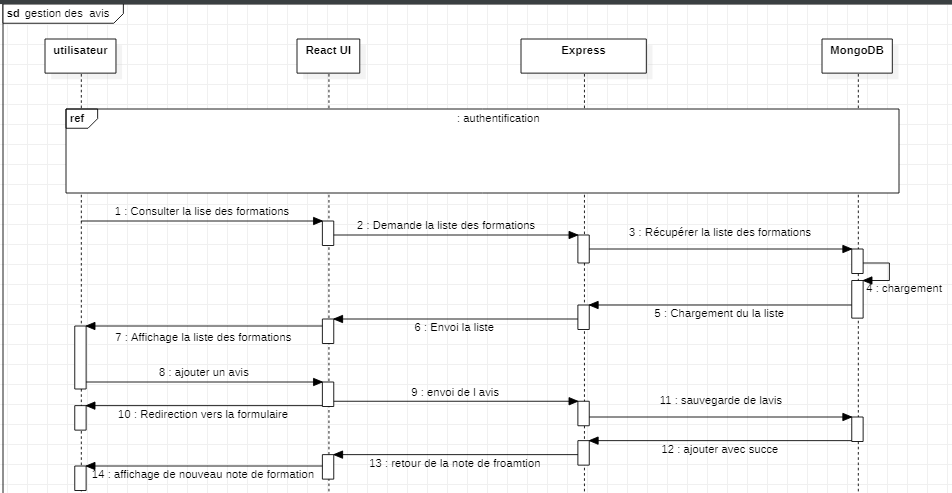 sd gestion des avis
utilisateur
React UI
Express
MongoDB
ref
: authentification
1 : Consulter la lise des formations
2 : Demande la liste des formations
3 : Récupérer la liste des formations
4 : chargement
5 : Chargement du la liste
6 : Envoi la liste
7 : Affichage la liste des formations
8 : ajouter un avis
9 : envoi de l avis
10 : Redirection vers la formulaire
11 : sauvegarde de lavis
12 : ajouter avec succe
13 : retour de la note de froamtion
14 : affichage de nouveau note de formation